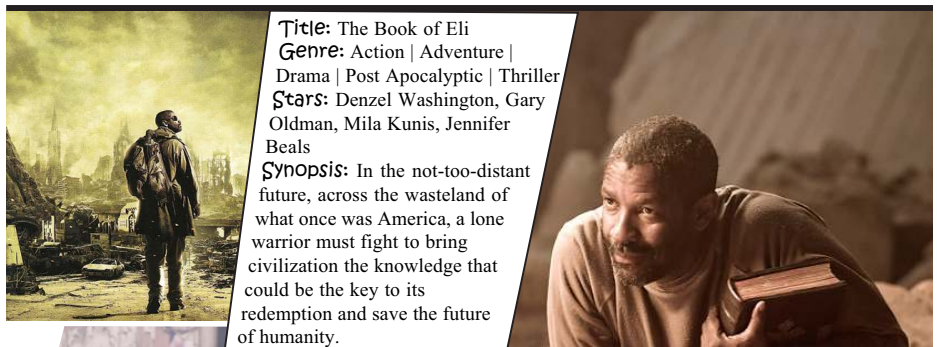 Title: The Book of Eli
Genre: Action | Adventure |
Drama | Post Apocalyptic | Thriller
Stars: Denzel Washington, Gary
Oldman, Mila Kunis, Jennifer
Beals
Synopsis: In the not-too-distant
future, across the wasteland of
what once was America, a lone
warrior must fight to bring
civilization the knowledge that
could be the key to its
redemption and save the future
of humanity.